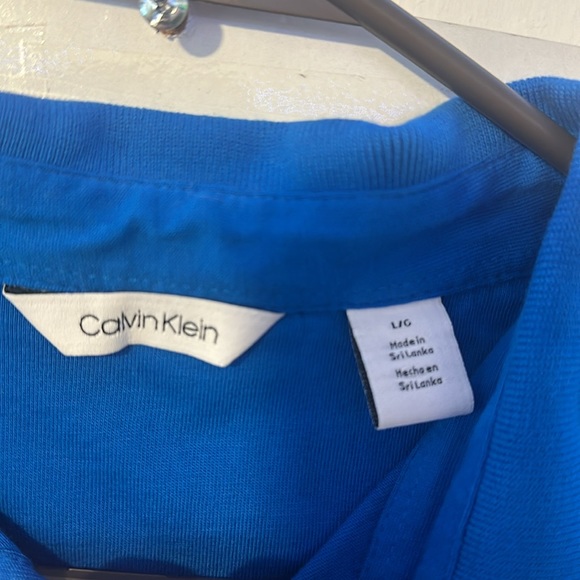 Calvin Klein
L/G
Made in
Sri Lanka
Hecho en
Sri Lanka